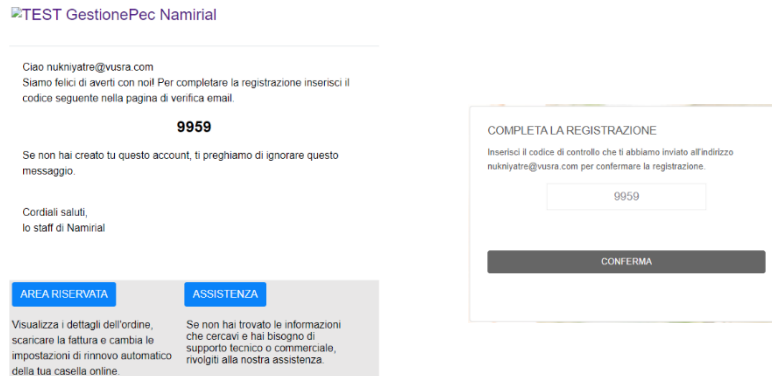 TEST GestionePec Namirial
Ciao nukniyatre@vusra.com
Siamo felici di averti con noi! Per completare la registrazione inserisci il
codice seguente nella pagina di verifica email.
9959
Se non hai creato tu questo account, ti preghiamo di ignorare questo
messaggio.
Cordiali saluti,
lo staff di Namirial
AREA RISERVATA
Visualizza i dettagli dell'ordine,
scaricare la fattura e cambia le
impostazioni di rinnovo automatico
della tua casella online.
ASSISTENZA
Se non hai trovato le informazioni
che cercavi e hai bisogno di
supporto tecnico o commerciale,
rivolgiti alla nostra assistenza.
COMPLETA LA REGISTRAZIONE
Inserisci il codice di controllo che ti abbiamo inviato all'indirizzo
nukniyatre@vusra.com per confermare la registrazione.
9959
CONFERMA